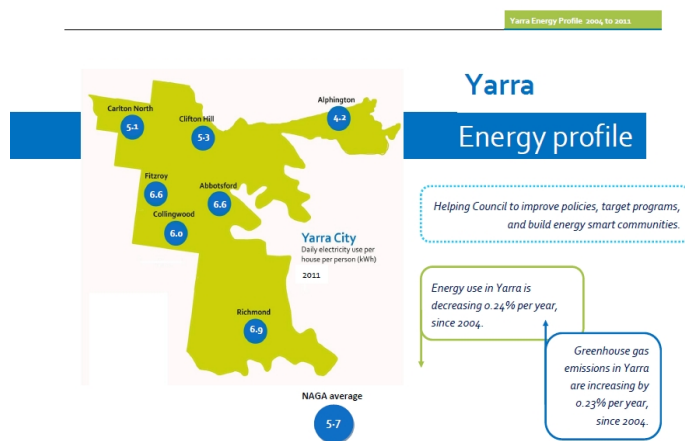 Yarra Energy Profile 2004 to 2011
Yarra
Energy profile
Carlton North
5.1
Clifton Hill
5.3
Alphington
4.2
Fitzroy
6.6
Abbotsford
6.6
Collingwood
6.0
Yarra City
Daily electricity use per
house per person (kWh)
2011
Richmond
6.9
NAGA average
5.7
Helping Council to improve policies, target programs,
and build energy smart communities.
Energy use in Yarra is
decreasing 0.24% per year,
since 2004.
Greenhouse gas
emissions in Yarra
are increasing by
0.23% per year,
since 2004.